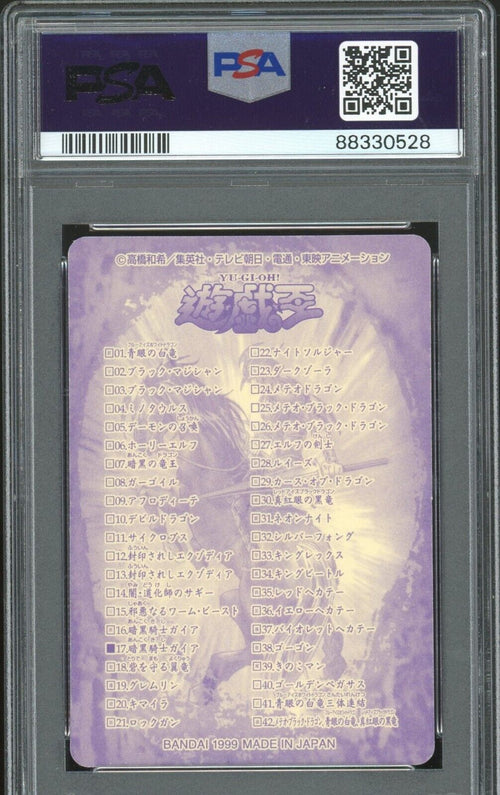 PSA
PSA
88330528
©高橋和希/集英社・テレビ朝日・電通・東映アニメーション
YU-GI-OH!
遊戯王
□01.青眼の白竜
□02.ブラック・マジシャン
□03.ブラック・マジシャン
□04.ミノタウルス
□05.デーモンの召喚
□06.ホーリーエルフ
□07.暗黒の竜王
□08.ガーゴイル
□09.アフロディーテ
□10.デビルドラゴン
□11.サイクロプス
□12.封印されしエクゾディア
□13.封印されしエクゾディア
□14.闇・道化師のサギー
□15.邪悪なるワーム・ビースト
□16.暗黒騎士ガイア
■17.暗黒騎士ガイア
□18.砦を守る翼竜
□19.グレムリン
□20.キマイラ
□21.ロックガン
□22.ナイトソルジャー
□23.ダークゾーラ
□24.メテオドラゴン
□25.メテオ・ブラック・ドラゴン
□26.メテオ・ブラック・ドラゴン
□27.エルフの剣士
□28.ルイーズ
□29.カース・オブ・ドラゴン
□30.真紅眼の黒竜
□31.ネオンナイト
□32.シルバーフォング
□33.キングレックス
□34.キングビートル
□35.レッドヘカテー
□36.イエローヘカテー
□37.バイオレットヘカテー
□38.ゴーゴン
□39.きのこマン
□40.ゴールデンペガサス
□41.青眼の白竜三体連結
□42.メテオ・ブラック・ドラゴン、青眼の白竜、真紅眼の黒竜
BANDAI 1999 MADE IN JAPAN